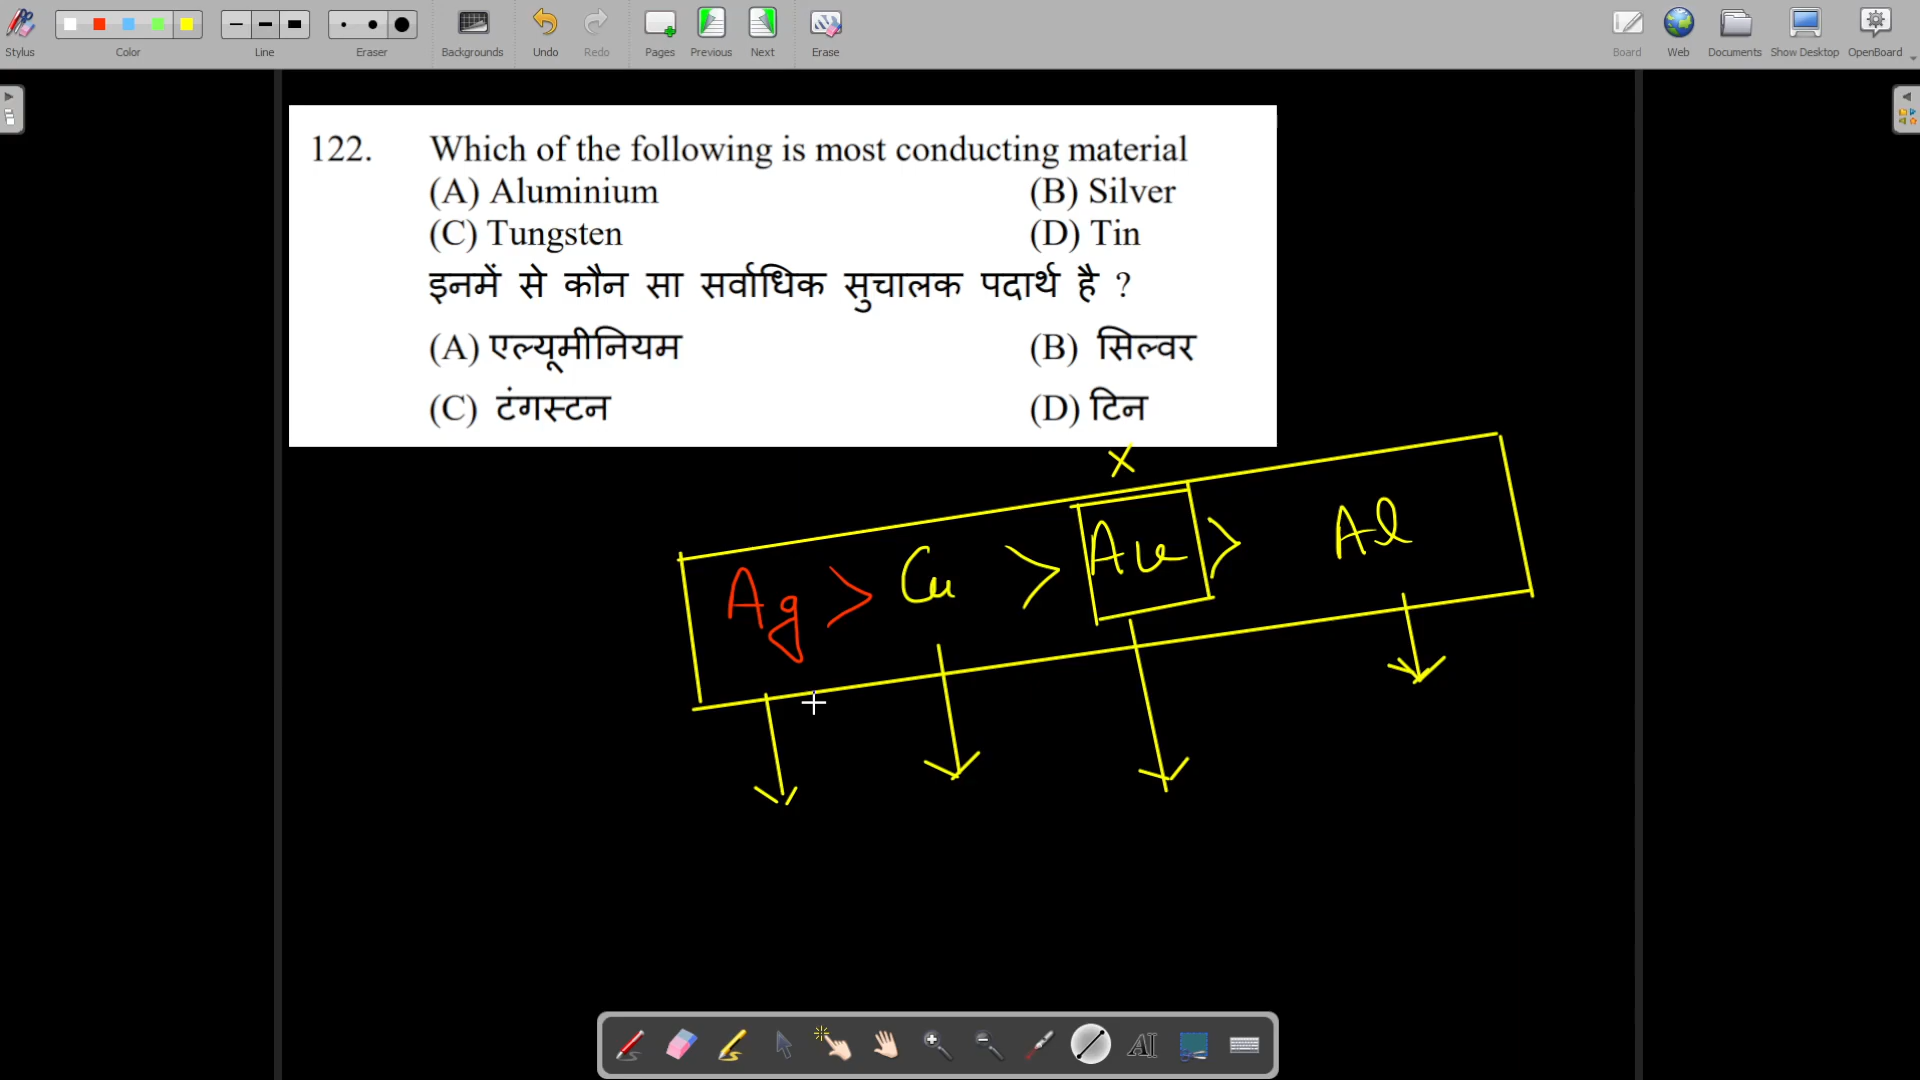 Stylus Color Line Eraser Backgrounds Undo Redo Pages Previous Next Erase Board Web Documents Show Desktop OpenBoard
122. Which of the following is most conducting material
(A) Aluminium (B) Silver
(C) Tungsten (D) Tin
इनमें से कौन सा सर्वाधिक सुचालक पदार्थ है ?
(A) एल्यूमीनियम (B) सिल्वर
(C) टंगस्टन (D) टिन
x
Ag > Cu > Au > Al
AI